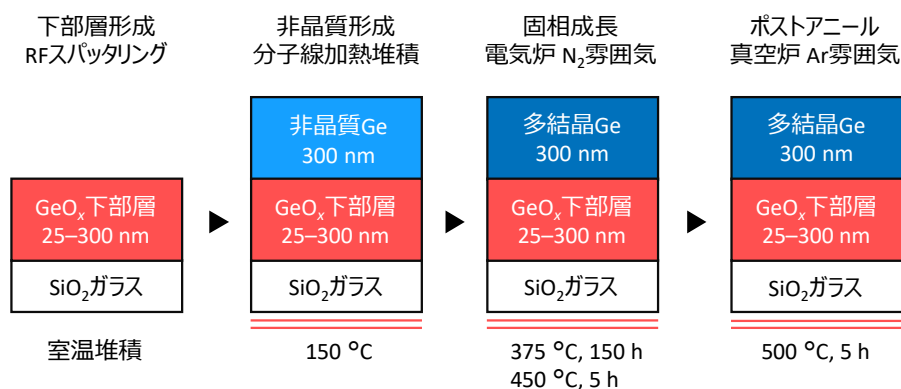 下部層形成
RFスパッタリング
GeOx下部層
25–300 nm
SiO2ガラス
室温堆積
▶
非晶質形成
分子線加熱堆積
非晶質Ge
300 nm
GeOx下部層
25–300 nm
SiO2ガラス
150 °C
▶
固相成長
電気炉 N2雰囲気
多結晶Ge
300 nm
GeOx下部層
25–300 nm
SiO2ガラス
375 °C, 150 h
450 °C, 5 h
▶
ポストアニール
真空炉 Ar雰囲気
多結晶Ge
300 nm
GeOx下部層
25–300 nm
SiO2ガラス
500 °C, 5 h